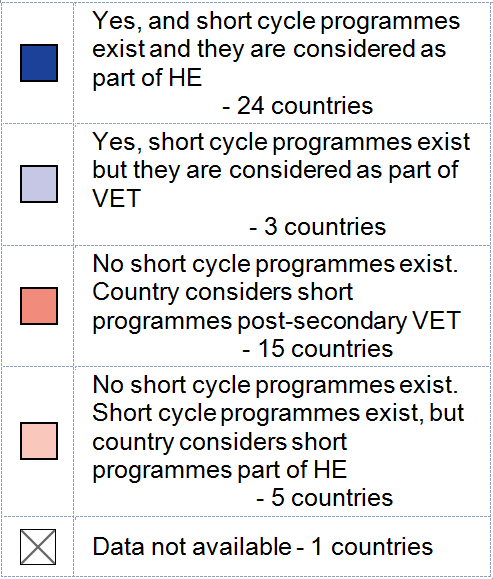 Yes, and short cycle programmes
exist and they are considered as
part of HE
- 24 countries
Yes, short cycle programmes exist
but they are considered as part of
VET
- 3 countries
No short cycle programmes exist.
Country considers short
programmes post-secondary VET
- 15 countries
No short cycle programmes exist.
Short cycle programmes exist, but
country considers short
programmes part of HE
- 5 countries
Data not available - 1 countries